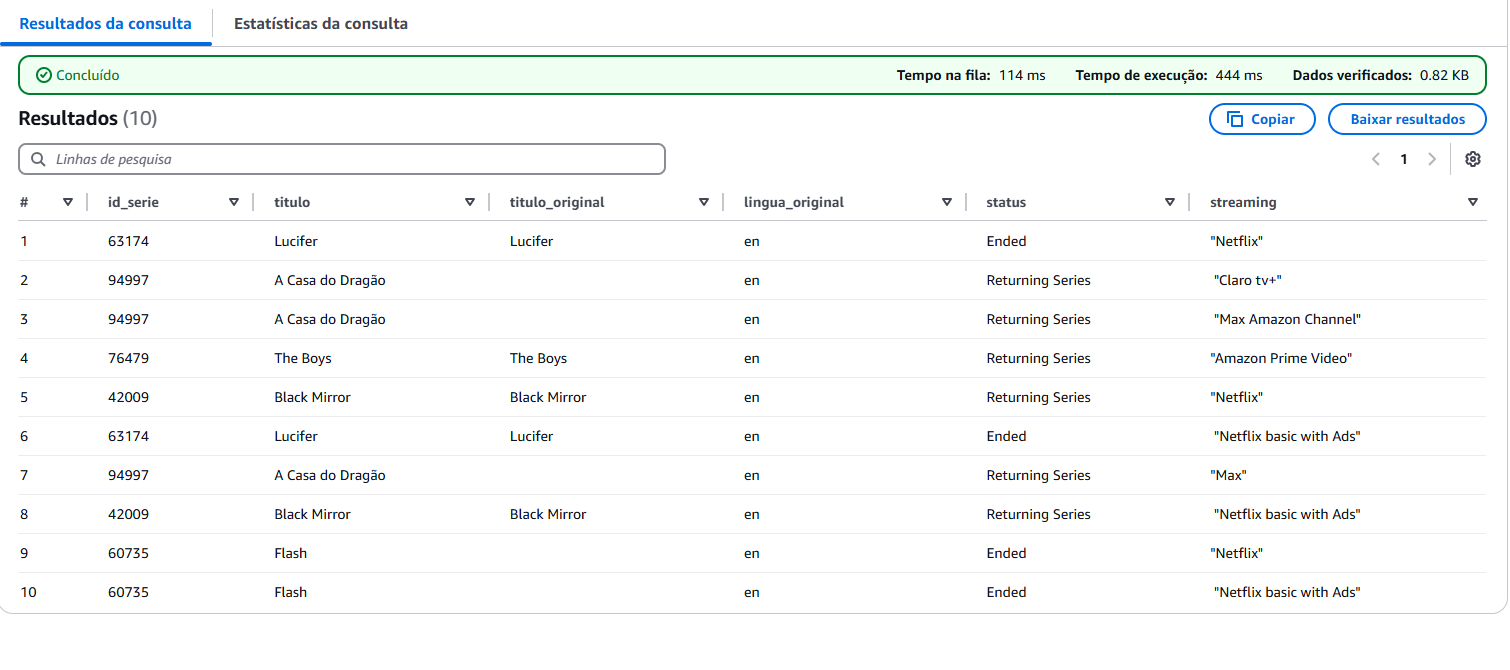 Resultados da consulta Estatísticas da consulta
Concluído Tempo na fila: 114 ms Tempo de execução: 444 ms Dados verificados: 0.82 KB
Resultados (10) Copiar Baixar resultados
Linhas de pesquisa 1
# id_serie titulo titulo_original lingua_original status streaming
1 63174 Lucifer Lucifer en Ended "Netflix"
2 94997 A Casa do Dragão en Returning Series "Claro tv+"
3 94997 A Casa do Dragão en Returning Series "Max Amazon Channel"
4 76479 The Boys The Boys en Returning Series "Amazon Prime Video"
5 42009 Black Mirror Black Mirror en Returning Series "Netflix"
6 63174 Lucifer Lucifer en Ended "Netflix basic with Ads"
7 94997 A Casa do Dragão en Returning Series "Max"
8 42009 Black Mirror Black Mirror en Returning Series "Netflix basic with Ads"
9 60735 Flash en Ended "Netflix"
10 60735 Flash en Ended "Netflix basic with Ads"